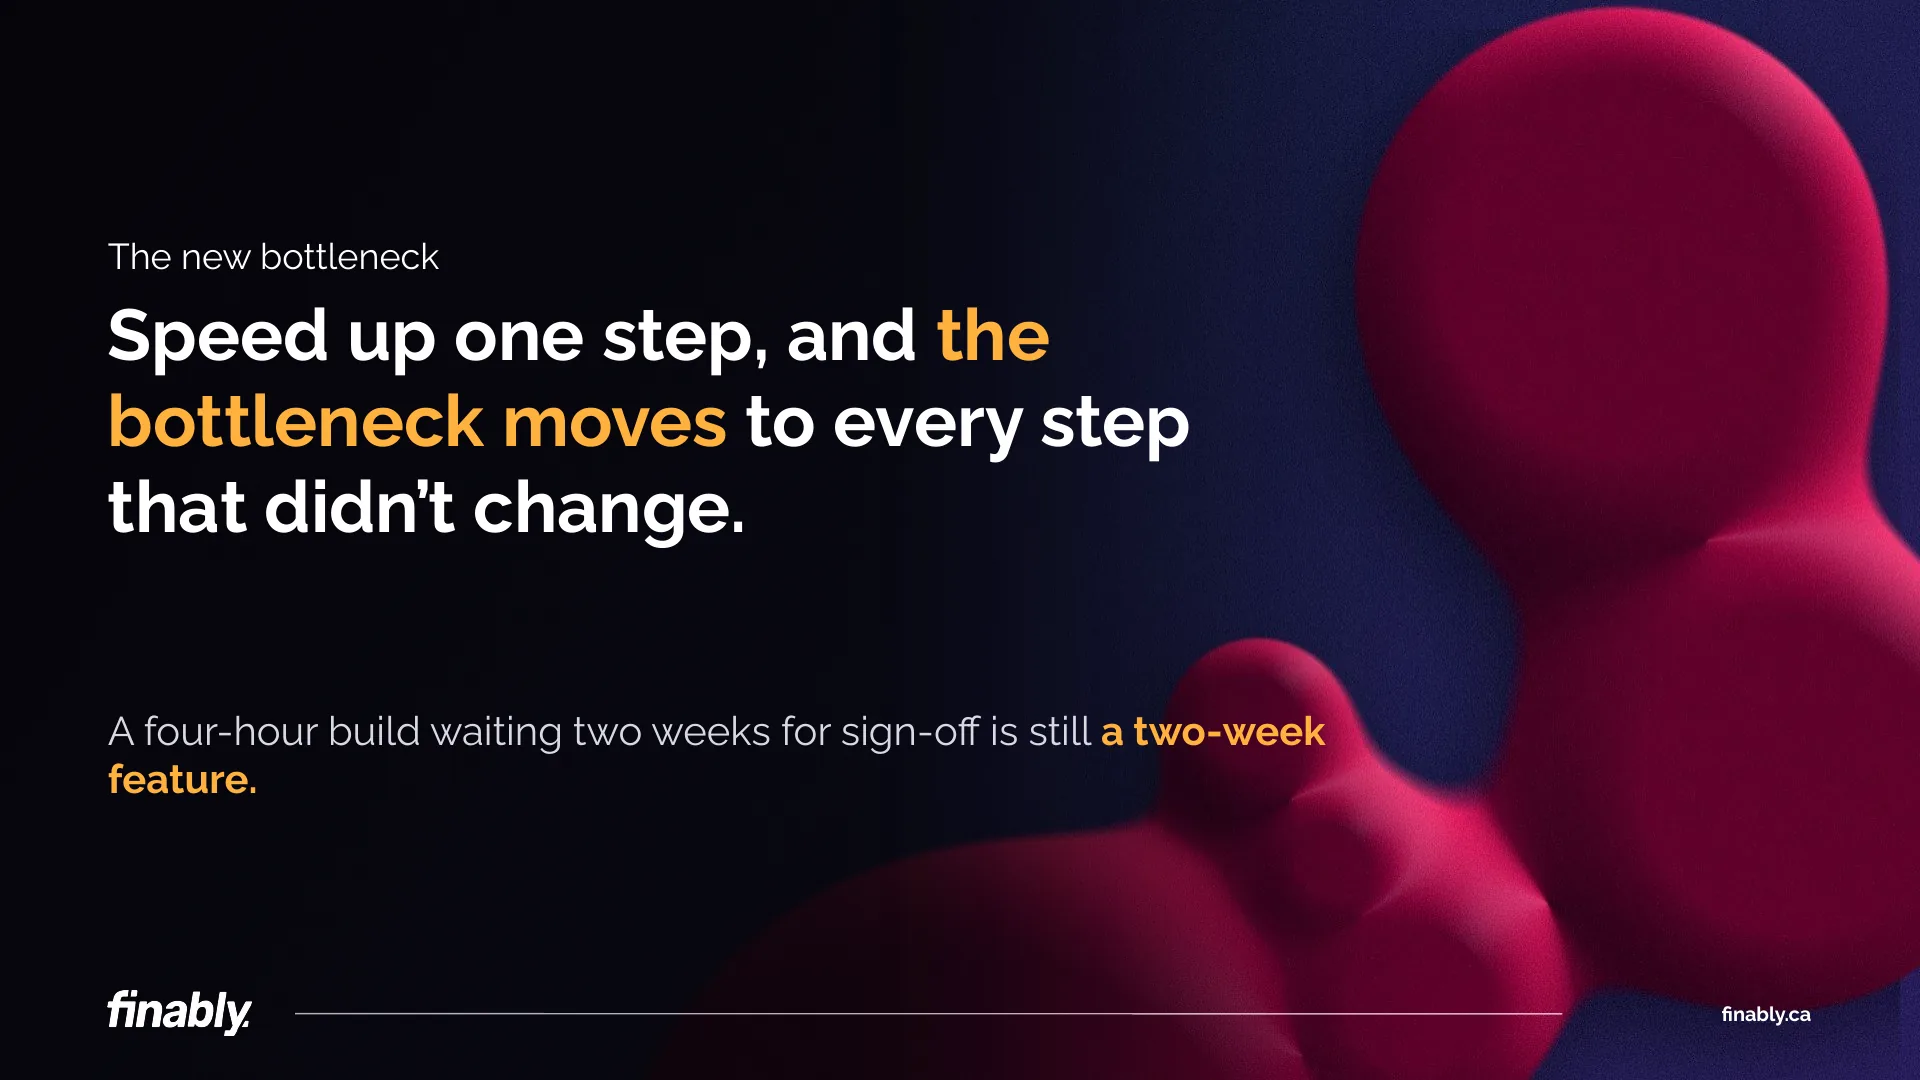 The new bottleneck
Speed up one step, and the
bottleneck moves to every step
that didn’t change.
A four-hour build waiting two weeks for sign-off is still a two-week
feature.
finably.
finably.ca